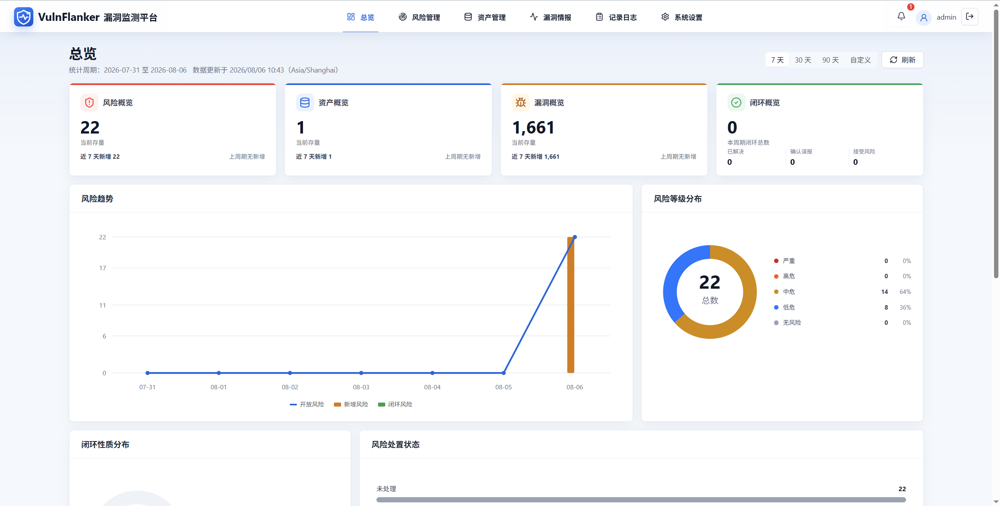 VulnFlanker 漏洞监测平台
总览
风险管理
资产管理
漏洞情报
记录日志
系统设置
1
admin
总览
统计周期：2026-07-31 至 2026-08-06 数据更新于 2026/08/06 10:43（Asia/Shanghai）
7 天
30 天
90 天
自定义
刷新
风险概览
22
当前存量
近 7 天新增 22
上周期无新增
资产概览
1
当前存量
近 7 天新增 1
上周期无新增
漏洞概览
1,661
当前存量
近 7 天新增 1,661
上周期无新增
闭环概览
0
本周期闭环总数
已解决
0
确认误报
0
接受风险
0
风险趋势
22
17
11
6
0
07-31
08-01
08-02
08-03
08-04
08-05
08-06
开放风险
新增风险
闭环风险
风险等级分布
22
总数
严重 0 0%
高危 0 0%
中危 14 64%
低危 8 36%
无风险 0 0%
闭环性质分布
风险处置状态
未处理 22